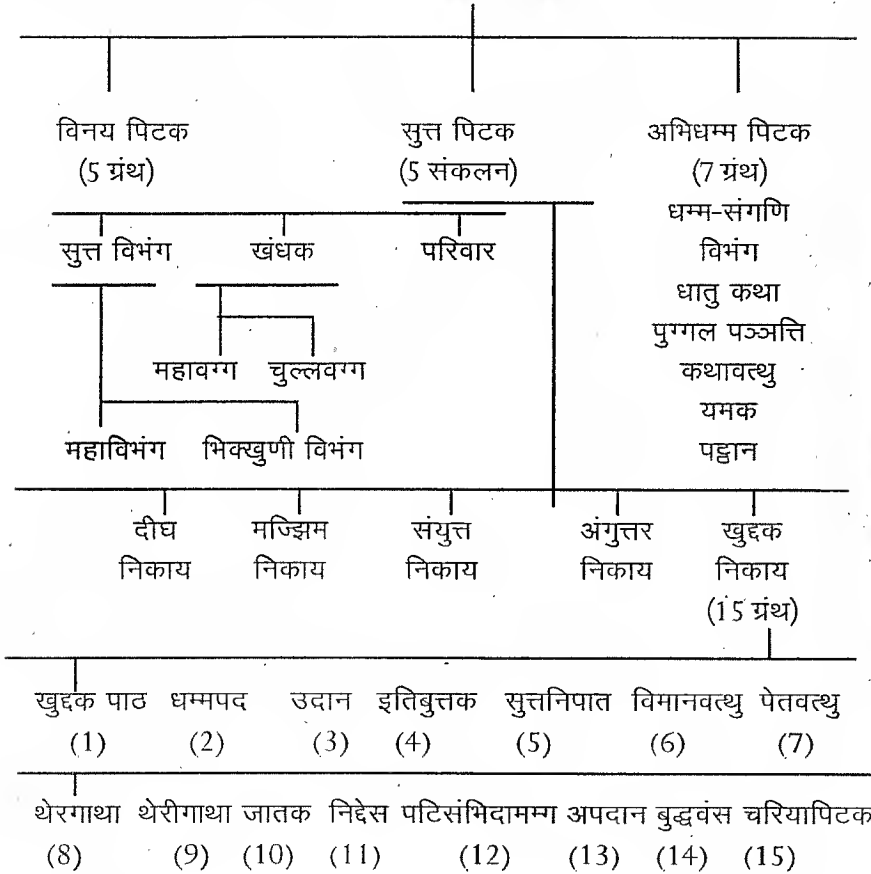 विनय पिटक सुत्त पिटक अभिधम्म पिटक
(5 ग्रंथ) (5 संकलन) (7 ग्रंथ)
धम्म-संगणि
सुत्त विभंग खंधक परिवार विभंग
धातु कथा
पुग्गल पञ्ञत्ति
महावग्ग चुल्लवग्ग कथावत्थु
यमक
महाविभंग भिक्खुणी विभंग पट्ठान
दीघ मज्झिम संयुत्त अंगुत्तर खुद्दक
निकाय निकाय निकाय निकाय निकाय
(15 ग्रंथ)
खुद्दक पाठ धम्मपद उदान इतिबुत्तक सुत्तनिपात विमानवत्थु पेतवत्थु
(1) (2) (3) (4) (5) (6) (7)
थेरगाथा थेरीगाथा जातक निद्देस पटिसंभिदामग्ग अपदान बुद्धवंस चरियापिटक
(8) (9) (10) (11) (12) (13) (14) (15)